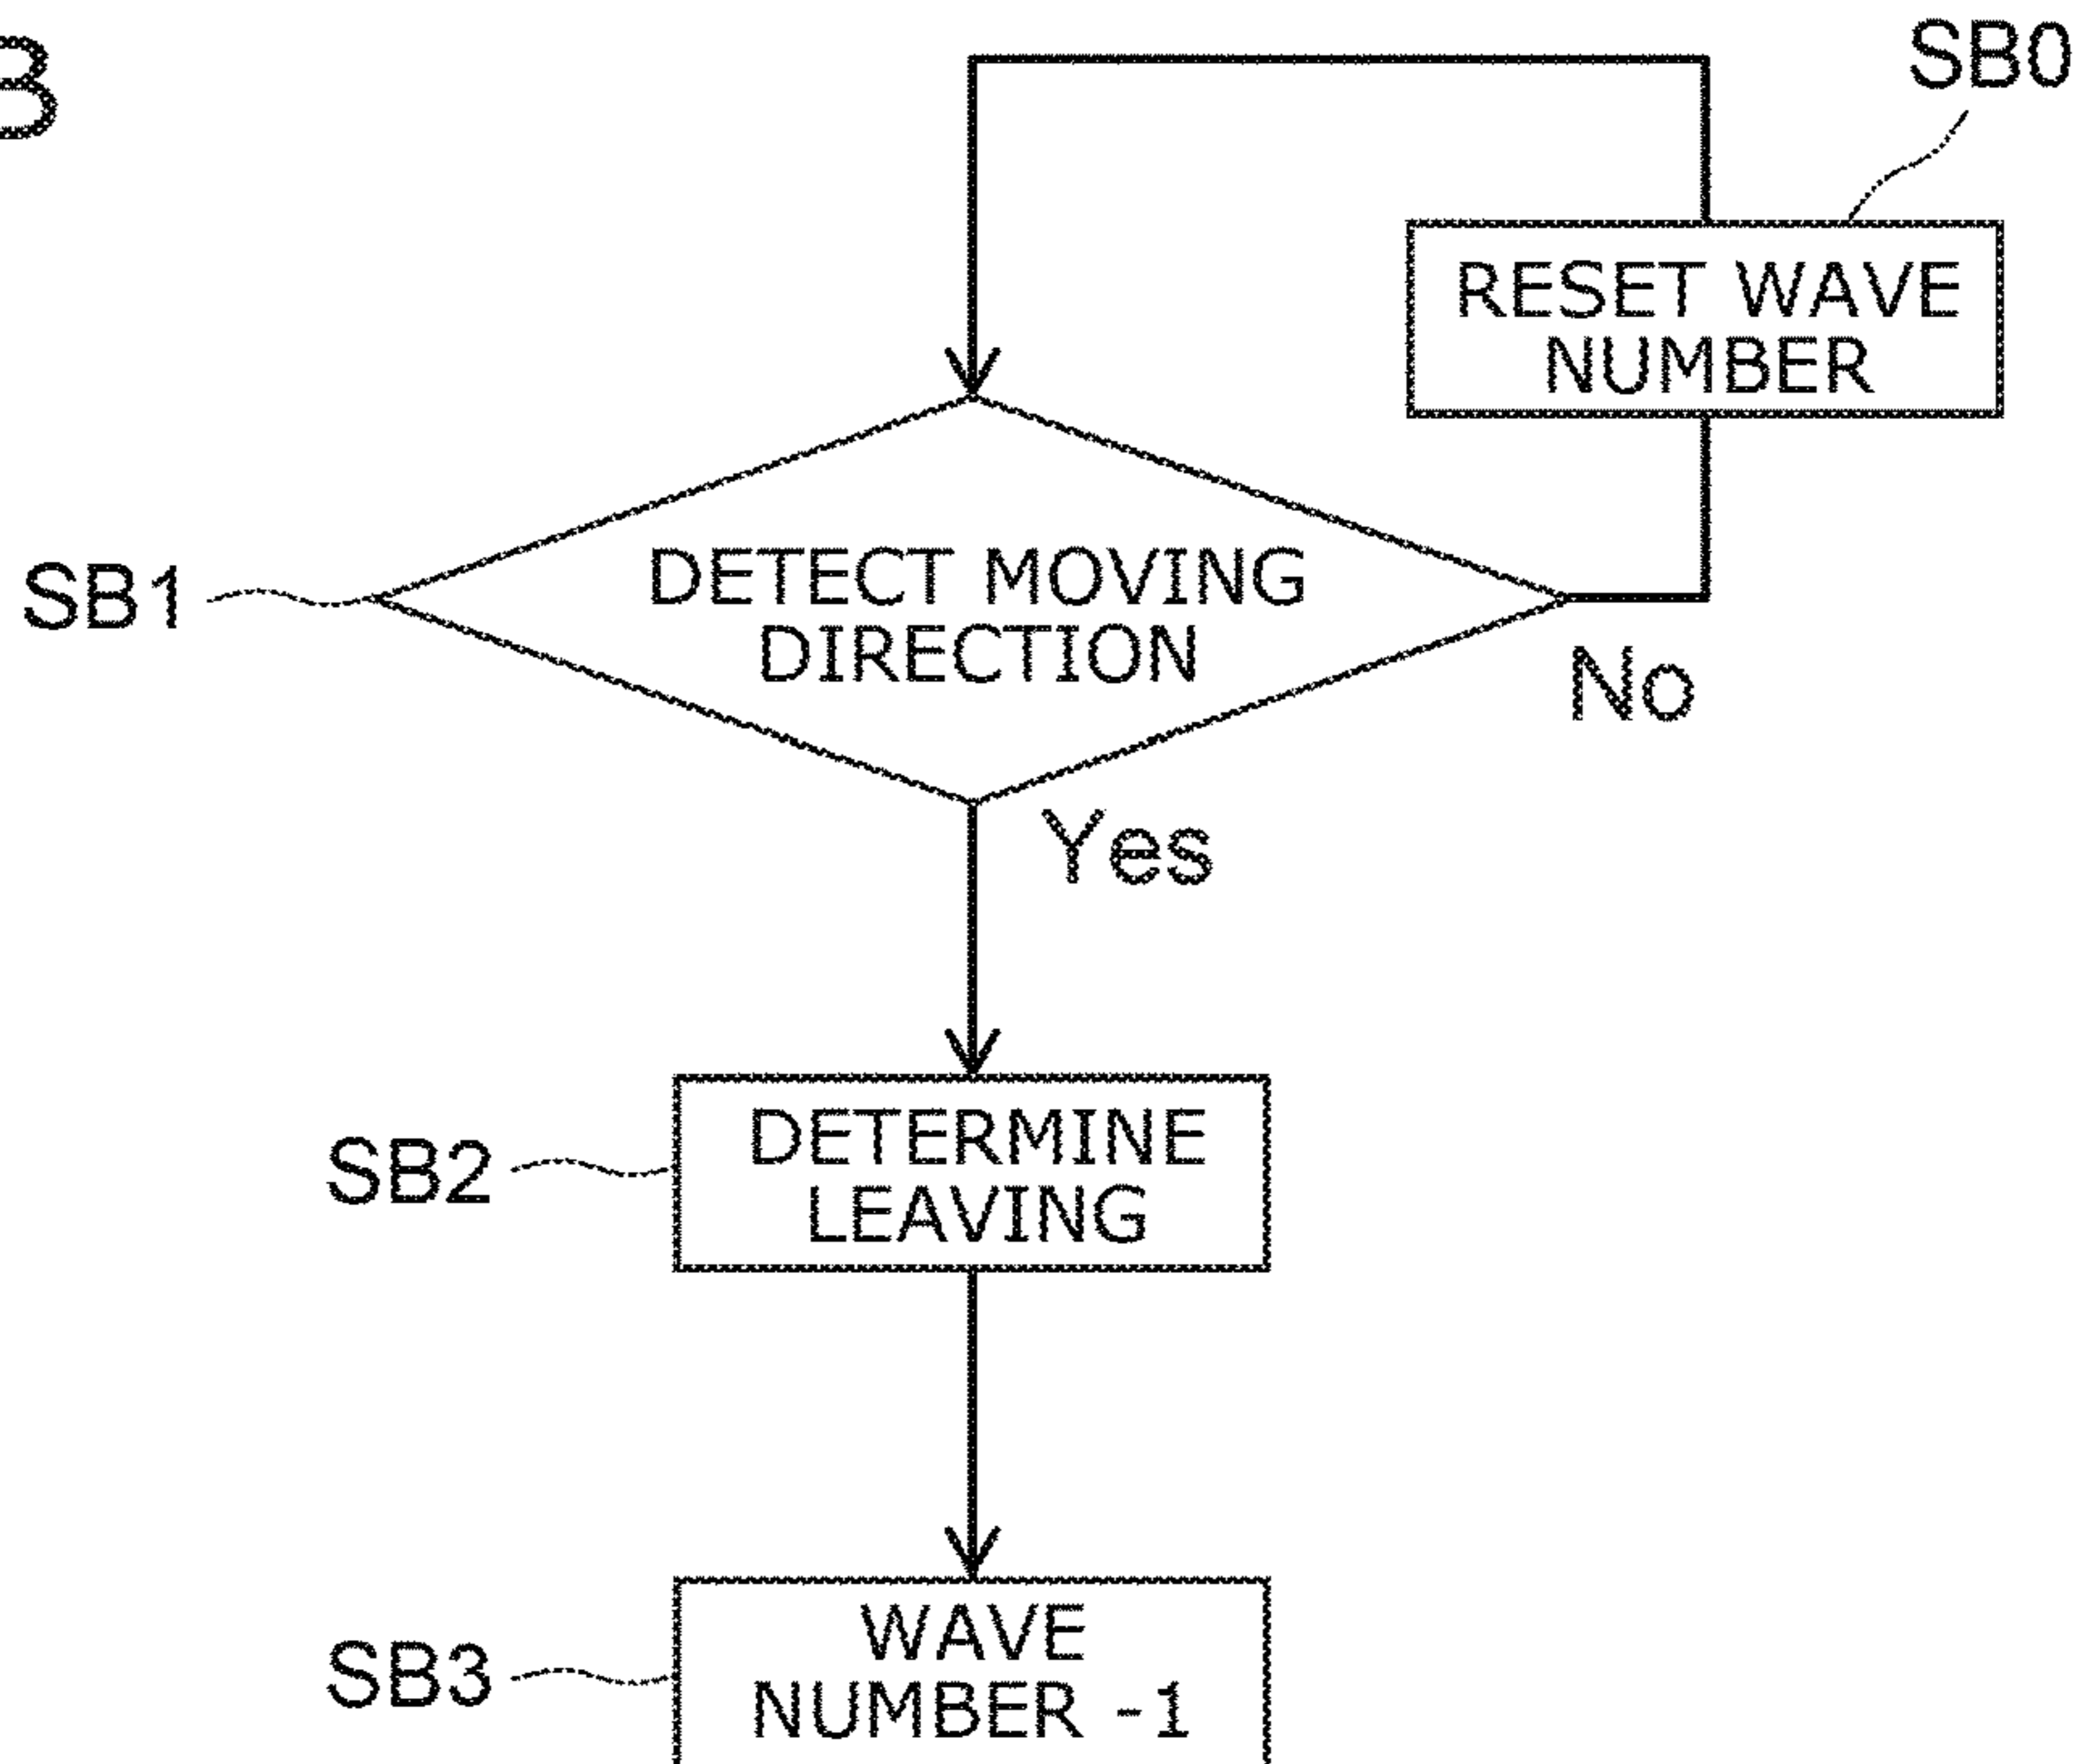 B
SB0
RESET WAVE
NUMBER
SB1
DETECT MOVING
DIRECTION
No
Yes
SB2
DETERMINE
LEAVING
SB3
WAVE
NUMBER -1